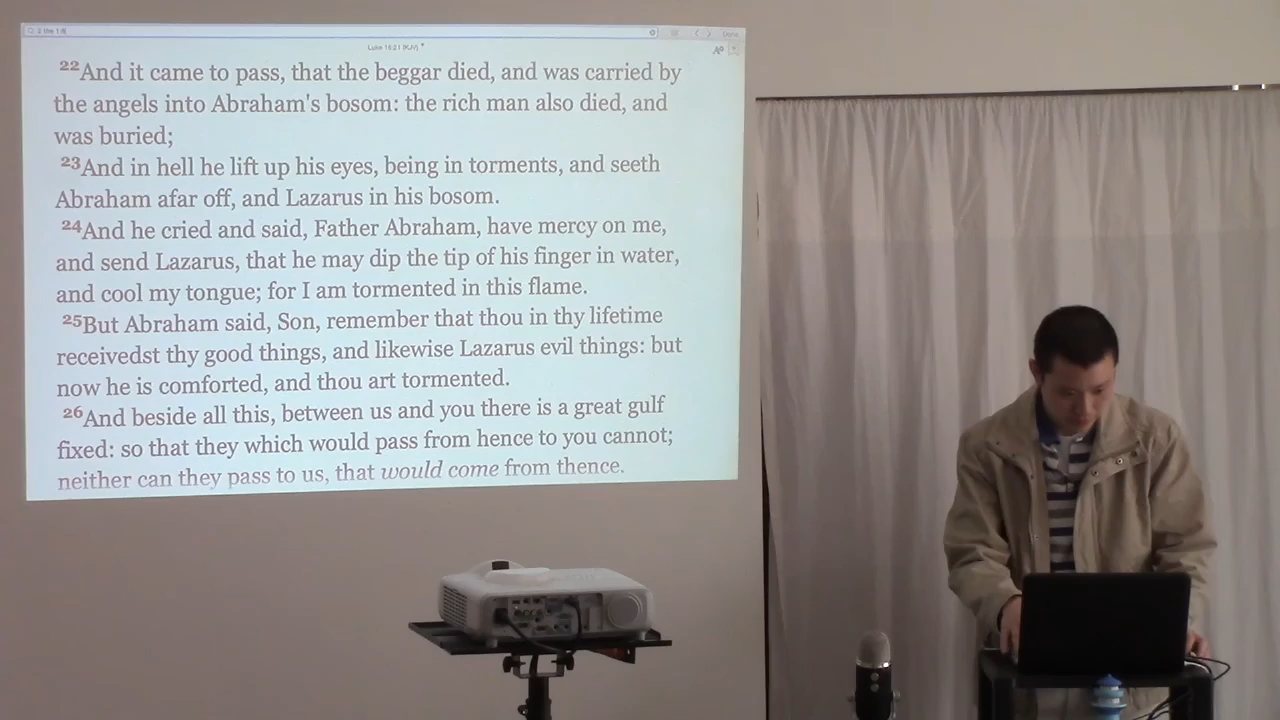 Luke 16:21 (KJV)
Done
22And it came to pass, that the beggar died, and was carried by
the angels into Abraham's bosom: the rich man also died, and
was buried;
23And in hell he lift up his eyes, being in torments, and seeth
Abraham afar off, and Lazarus in his bosom.
24And he cried and said, Father Abraham, have mercy on me,
and send Lazarus, that he may dip the tip of his finger in water,
and cool my tongue; for I am tormented in this flame.
25But Abraham said, Son, remember that thou in thy lifetime
receivedst thy good things, and likewise Lazarus evil things: but
now he is comforted, and thou art tormented.
26And beside all this, between us and you there is a great gulf
fixed: so that they which would pass from hence to you cannot;
neither can they pass to us, that would come from thence.